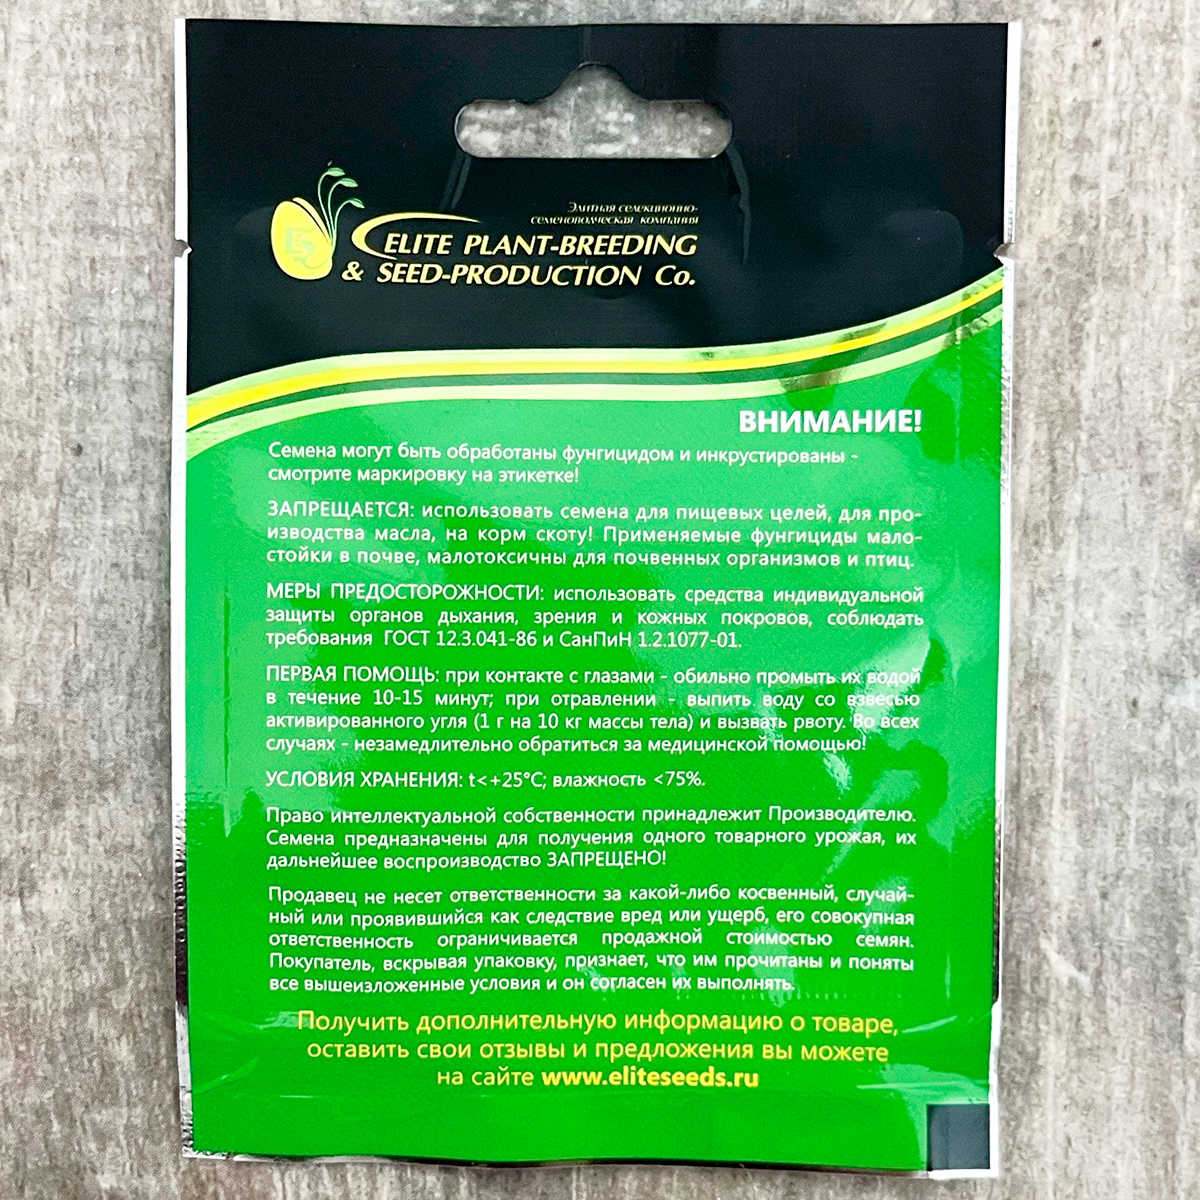 Элитная селекционно-
семеноводческая компания
ELITE PLANT-BREEDING
& SEED-PRODUCTION Co.
ВНИМАНИЕ!
Семена могут быть обработаны фунгицидом и инкрустированы -
смотрите маркировку на этикетке!
ЗАПРЕЩАЕТСЯ: использовать семена для пищевых целей, для про-
изводства масла, на корм скоту! Применяемые фунгициды мало-
стойки в почве, малотоксичны для почвенных организмов и птиц.
МЕРЫ ПРЕДОСТОРОЖНОСТИ: использовать средства индивидуальной
защиты органов дыхания, зрения и кожных покровов, соблюдать
требования ГОСТ 12.3.041-86 и СанПиН 1.2.1077-01.
ПЕРВАЯ ПОМОЩЬ: при контакте с глазами - обильно промыть их водой
в течение 10-15 минут; при отравлении - выпить воду со взвесью
активированного угля (1 г на 10 кг массы тела) и вызвать рвоту. Во всех
случаях - незамедлительно обратиться за медицинской помощью!
УСЛОВИЯ ХРАНЕНИЯ: t<+25°C; влажность <75%.
Право интеллектуальной собственности принадлежит Производителю.
Семена предназначены для получения одного товарного урожая, их
дальнейшее воспроизводство ЗАПРЕЩЕНО!
Продавец не несет ответственности за какой-либо косвенный, случай-
ный или проявившийся как следствие вред или ущерб, его совокупная
ответственность ограничивается продажной стоимостью семян.
Покупатель, вскрывая упаковку, признает, что им прочитаны и поняты
все вышеизложенные условия и он согласен их выполнять.
Получить дополнительную информацию о товаре,
оставить свои отзывы и предложения вы можете
на сайте www.eliteseeds.ru